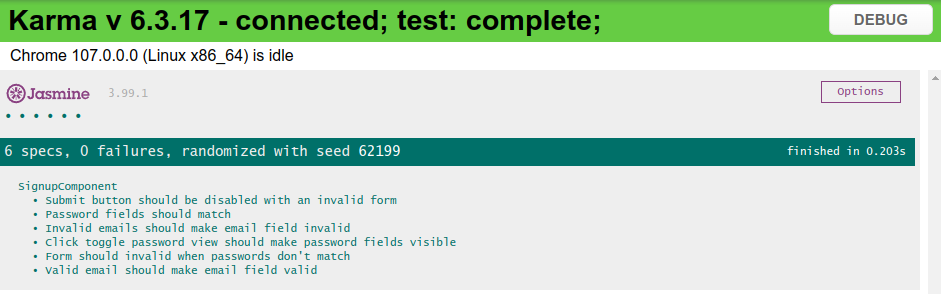 Karma v 6.3.17 - connected; test: complete;
DEBUG
Chrome 107.0.0.0 (Linux x86_64) is idle
Jasmine 3.99.1
Options
• • • • • •
6 specs, 0 failures, randomized with seed 62199
finished in 0.203s
SignupComponent
• Submit button should be disabled with an invalid form
• Password fields should match
• Invalid emails should make email field invalid
• Click toggle password view should make password fields visible
• Form should invalid when passwords don't match
• Valid email should make email field valid